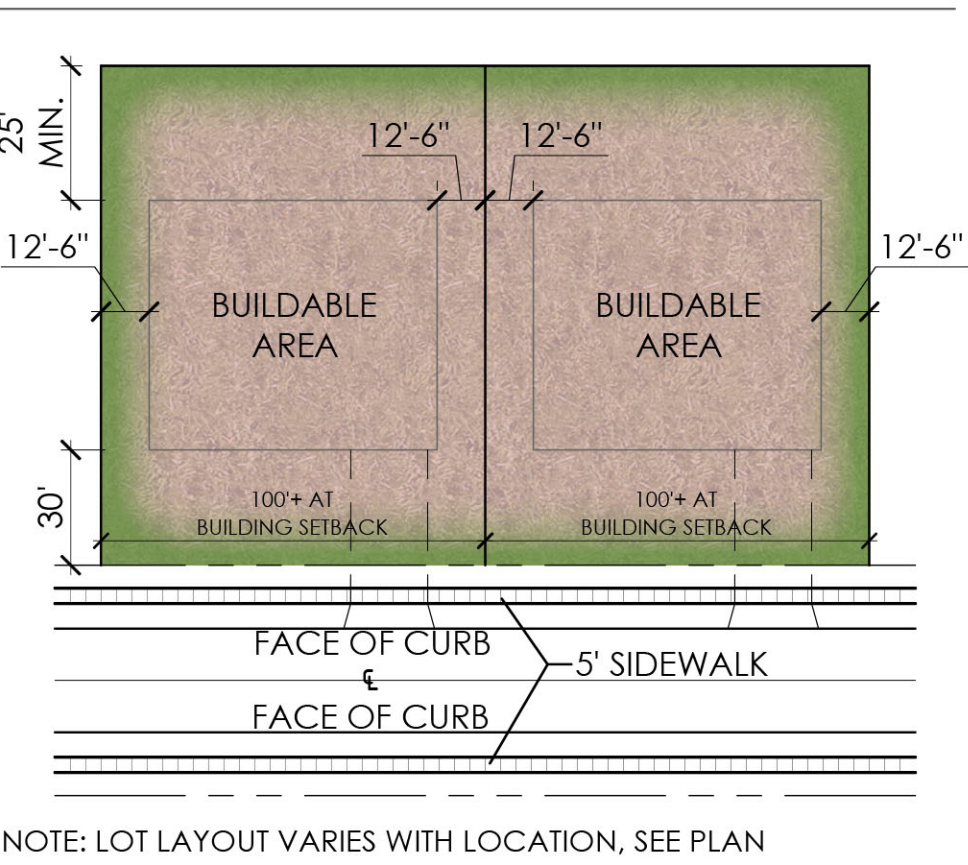 25'
MIN.
12'-6" 12'-6"
12'-6" 12'-6"
BUILDABLE
AREA
BUILDABLE
AREA
30'
100'+ AT
BUILDING SETBACK
100'+ AT
BUILDING SETBACK
FACE OF CURB
℄
5' SIDEWALK
FACE OF CURB
NOTE: LOT LAYOUT VARIES WITH LOCATION, SEE PLAN